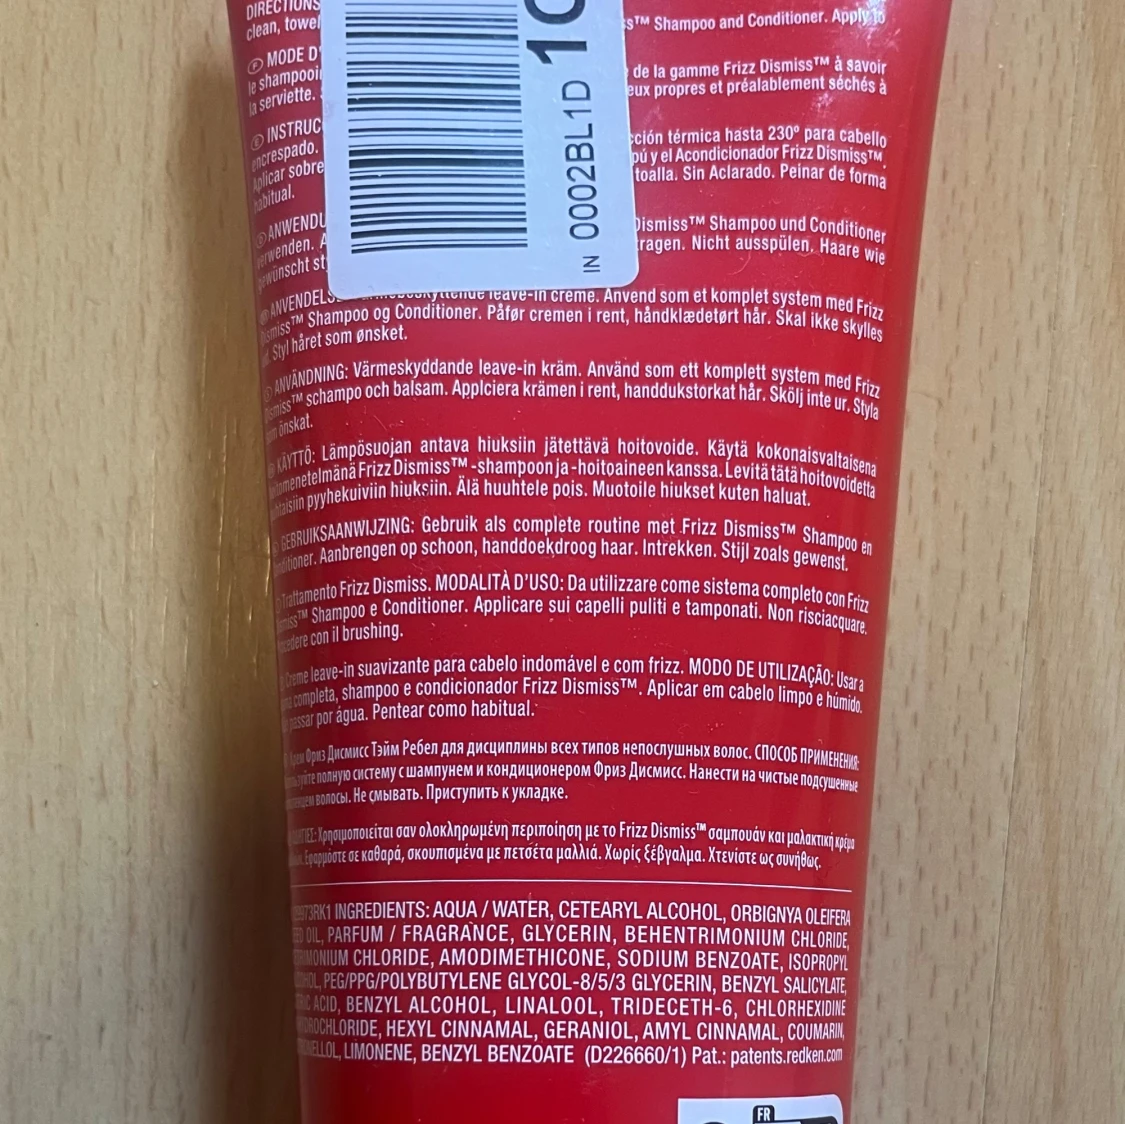 DIRECTIONS
clean, towel ™ Shampoo and Conditioner. Apply to
Ⓕ MODE D' de la gamme Frizz Dismiss™ à savoir
le shampooi propres et préalablement séchés à
la serviette.
Ⓔ INSTRUC térmica hasta 230º para cabello
encrespado. y el Acondicionador Frizz Dismiss™.
Aplicar sobre toalla. Sin Aclarado. Peinar de forma
habitual.
ANWENDU Dismiss™ Shampoo und Conditioner
verwenden. A ragen. Nicht ausspülen. Haare wie
gewünscht st
ANVENDELS leave-in creme. Anvend som et komplet system med Frizz
Dismiss™ Shampoo og Conditioner. Påfør cremen i rent, håndklædetørt hår. Skal ikke skylles
Styl håret som ønsket.
ANVÄNDNING: Värmeskyddande leave-in kräm. Använd som ett komplett system med Frizz
Dismiss™ schampo och balsam. Applciera krämen i rent, handdukstorkat hår. Skölj inte ur. Styla
som önskat.
KÄYTTÖ: Lämpösuojan antava hiuksiin jätettävä hoitovoide. Käytä kokonaisvaltaisena
menetelmänä Frizz Dismiss™ -shampoon ja -hoitoaineen kanssa. Levitä tätä hoitovoidetta
pyyhekuiviin hiuksiin. Älä huuhtele pois. Muotoile hiukset kuten haluat.
GEBRUIKSAANWIJZING: Gebruik als complete routine met Frizz Dismiss™ Shampoo en
Conditioner. Aanbrengen op schoon, handdoekdroog haar. Intrekken. Stijl zoals gewenst.
Trattamento Frizz Dismiss. MODALITÀ D'USO: Da utilizzare come sistema completo con Frizz
Dismiss™ Shampoo e Conditioner. Applicare sui capelli puliti e tamponati. Non risciacquare.
Procedere con il brushing.
Creme leave-in suavizante para cabelo indomável e com frizz. MODO DE UTILIZAÇÃO: Usar a
completa, shampoo e condicionador Frizz Dismiss™. Aplicar em cabelo limpo e húmido.
passar por água. Pentear como habitual.
Крем Фриз Дисмисс Тэйм Ребел для дисциплины всех типов непослушных волос. СПОСОБ ПРИМЕНЕНИЯ:
полную систему с шампунем и кондиционером Фриз Дисмисс. Нанести на чистые подсушенные
волосы. Не смывать. Приступить к укладке.
Χρησιμοποιείται σαν ολοκληρωμένη περιποίηση με το Frizz Dismiss™ σαμπουάν και μαλακτική κρέμα
Εφαρμόστε σε καθαρά, σκουπισμένα με πετσέτα μαλλιά. Χωρίς ξέβγαλμα. Χτενίστε ως συνήθως.
73RK1 INGREDIENTS: AQUA / WATER, CETEARYL ALCOHOL, ORBIGNYA OLEIFERA
SEED OIL, PARFUM / FRAGRANCE, GLYCERIN, BEHENTRIMONIUM CHLORIDE,
CETRIMONIUM CHLORIDE, AMODIMETHICONE, SODIUM BENZOATE, ISOPROPYL
ALCOHOL, PEG/PPG/POLYBUTYLENE GLYCOL-8/5/3 GLYCERIN, BENZYL SALICYLATE,
CITRIC ACID, BENZYL ALCOHOL, LINALOOL, TRIDECETH-6, CHLORHEXIDINE
DIHYDROCHLORIDE, HEXYL CINNAMAL, GERANIOL, AMYL CINNAMAL, COUMARIN,
CITRONELLOL, LIMONENE, BENZYL BENZOATE (D226660/1) Pat.: patents.redken.com
FR
IN 0002BL1D 10